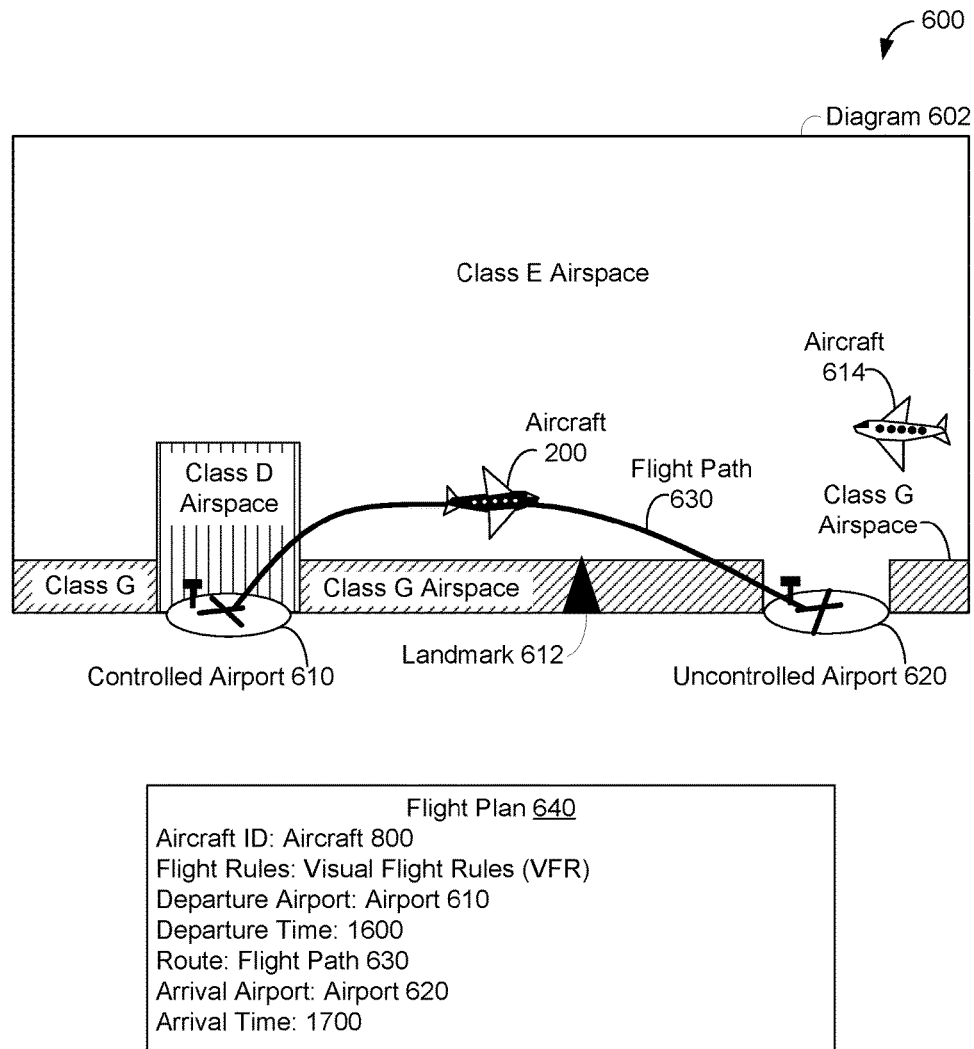 600
Diagram 602
Class E Airspace
Aircraft
614
Aircraft
200
Flight Path
630
Class D
Airspace
Class G
Airspace
Class G
Class G Airspace
Landmark 612
Controlled Airport 610
Uncontrolled Airport 620
Flight Plan 640
Aircraft ID: Aircraft 800
Flight Rules: Visual Flight Rules (VFR)
Departure Airport: Airport 610
Departure Time: 1600
Route: Flight Path 630
Arrival Airport: Airport 620
Arrival Time: 1700